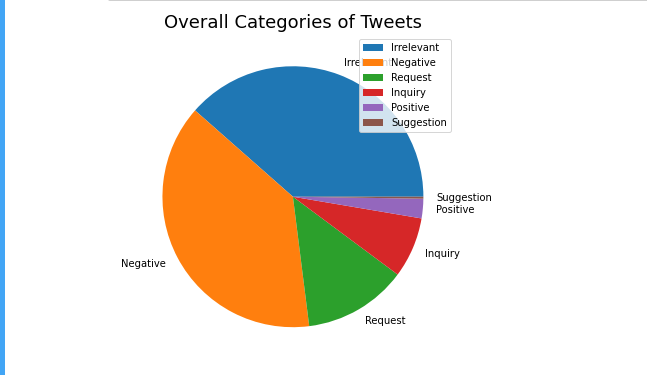 Overall Categories of Tweets
Irrelevant
Negative
Request
Inquiry
Positive
Suggestion
Suggestion
Positive
Inquiry
Negative
Request